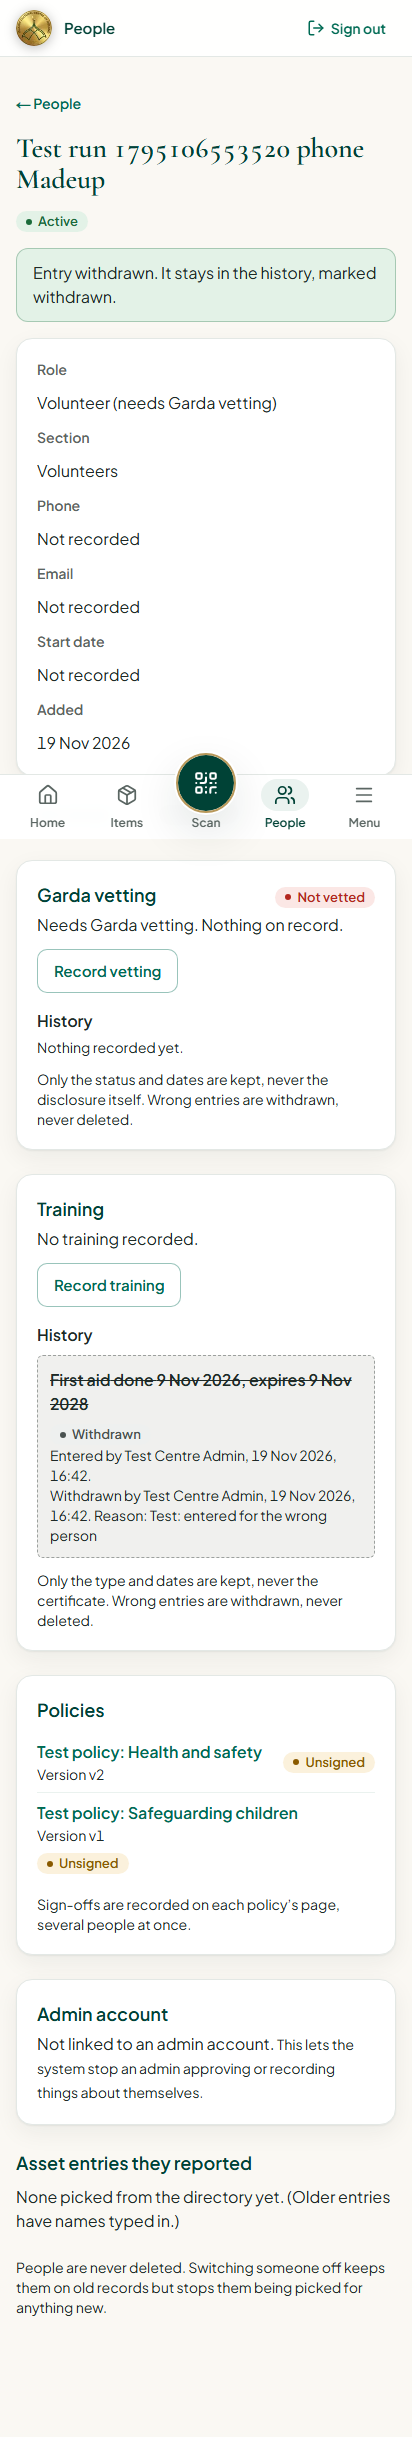 People
Sign out
← People
Test run 1795106553520 phone
Madeup
Active
Entry withdrawn. It stays in the history, marked
withdrawn.
Role
Volunteer (needs Garda vetting)
Section
Volunteers
Phone
Not recorded
Email
Not recorded
Start date
Not recorded
Added
19 Nov 2026
Home
Items
Scan
People
Menu
Garda vetting
Not vetted
Needs Garda vetting. Nothing on record.
Record vetting
History
Nothing recorded yet.
Only the status and dates are kept, never the
disclosure itself. Wrong entries are withdrawn,
never deleted.
Training
No training recorded.
Record training
History
First aid done 9 Nov 2026, expires 9 Nov
2028
Withdrawn
Entered by Test Centre Admin, 19 Nov 2026,
16:42.
Withdrawn by Test Centre Admin, 19 Nov 2026,
16:42. Reason: Test: entered for the wrong
person
Only the type and dates are kept, never the
certificate. Wrong entries are withdrawn, never
deleted.
Policies
Test policy: Health and safety
Unsigned
Version v2
Test policy: Safeguarding children
Version v1
Unsigned
Sign-offs are recorded on each policy's page,
several people at once.
Admin account
Not linked to an admin account. This lets the
system stop an admin approving or recording
things about themselves.
Asset entries they reported
None picked from the directory yet. (Older entries
have names typed in.)
People are never deleted. Switching someone off keeps
them on old records but stops them being picked for
anything new.